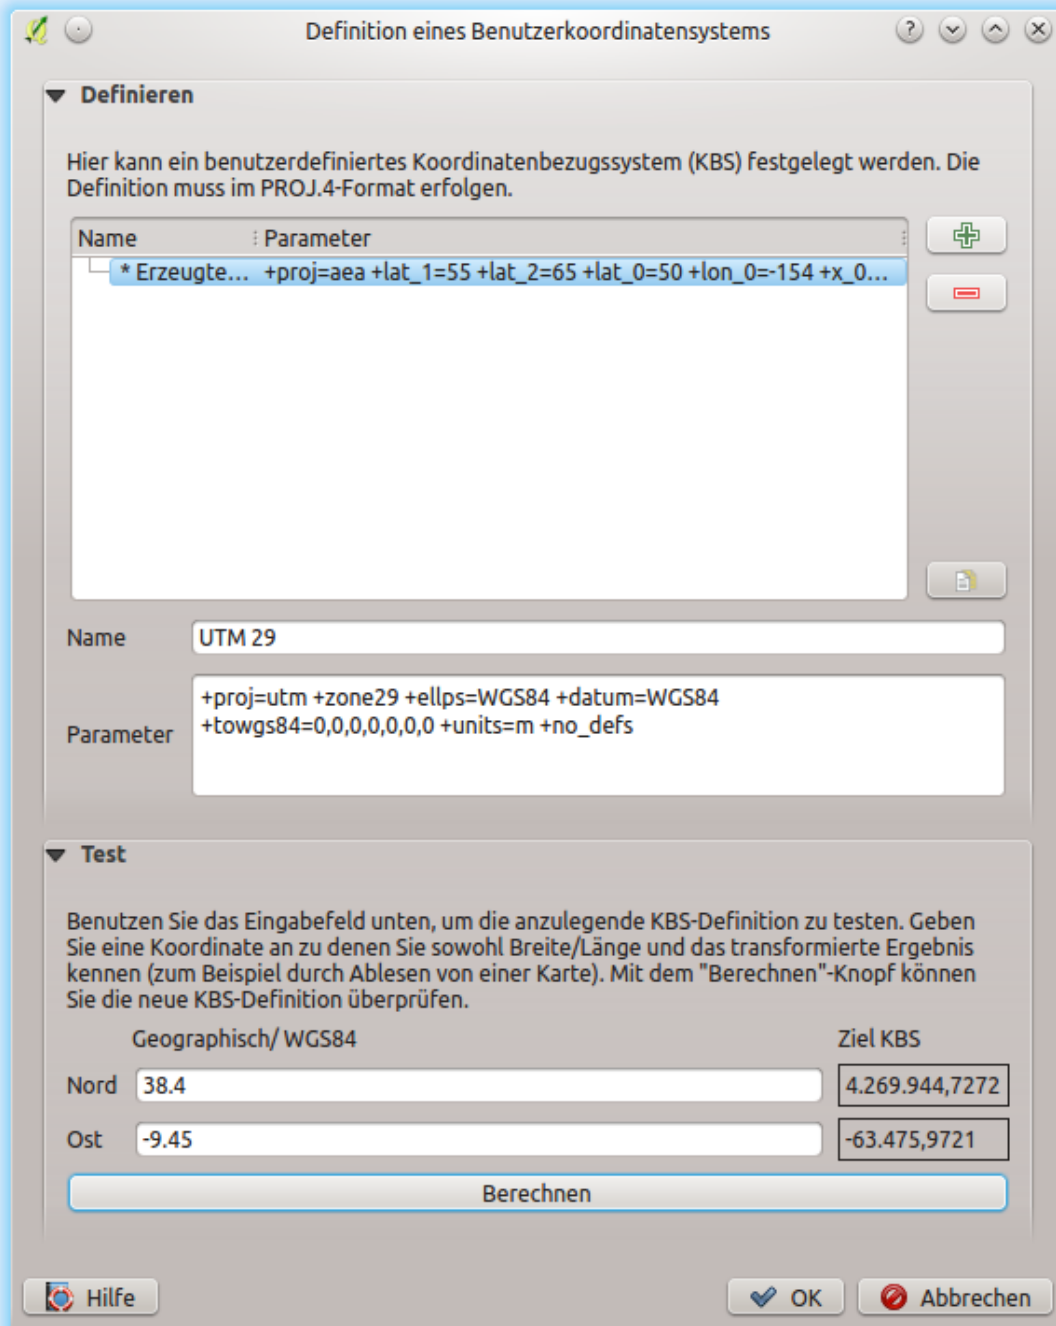 Definition eines Benutzerkoordinatensystems
Definieren
Hier kann ein benutzerdefiniertes Koordinatenbezugssystem (KBS) festgelegt werden. Die
Definition muss im PROJ.4-Format erfolgen.
Name Parameter
* Erzeugte... +proj=aea +lat_1=55 +lat_2=65 +lat_0=50 +lon_0=-154 +x_0...
Name UTM 29
+proj=utm +zone29 +ellps=WGS84 +datum=WGS84
Parameter +towgs84=0,0,0,0,0,0,0 +units=m +no_defs
Test
Benutzen Sie das Eingabefeld unten, um die anzulegende KBS-Definition zu testen. Geben
Sie eine Koordinate an zu denen Sie sowohl Breite/Länge und das transformierte Ergebnis
kennen (zum Beispiel durch Ablesen von einer Karte). Mit dem "Berechnen"-Knopf können
Sie die neue KBS-Definition überprüfen.
Geographisch/ WGS84 Ziel KBS
Nord 38.4 4.269.944,7272
Ost -9.45 -63.475,9721
Berechnen
Hilfe OK Abbrechen